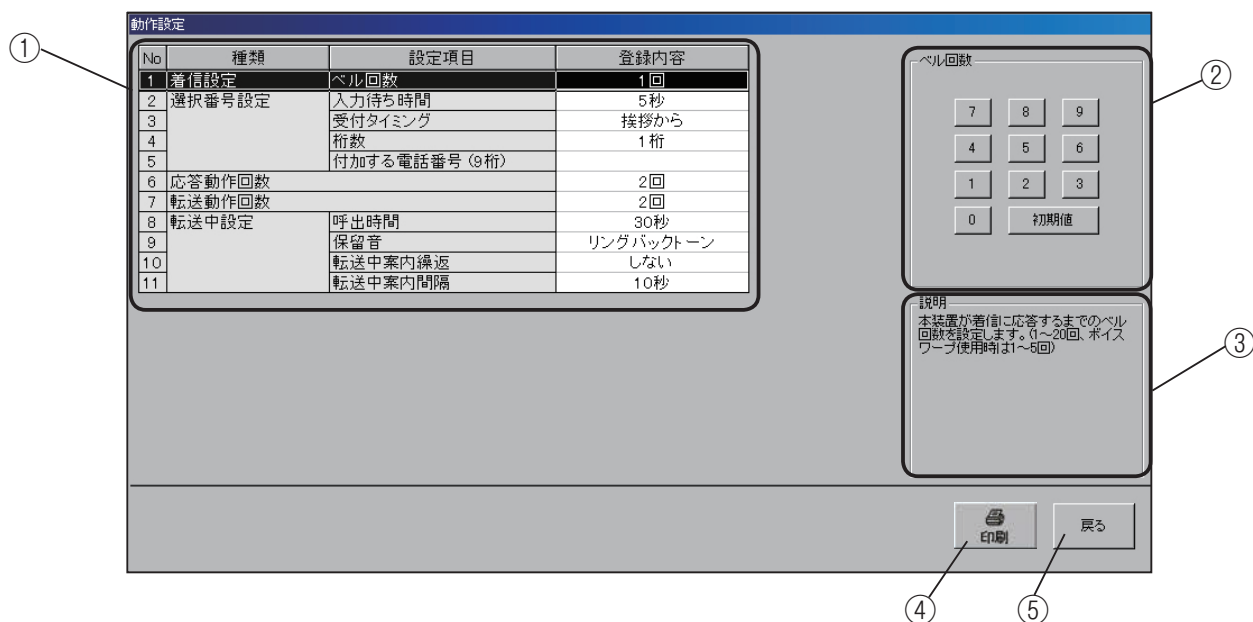 動作設定
①
No 種類 設定項目 登録内容
1 着信設定 ベル回数 1回
2 選択番号設定 入力待ち時間 5秒
3 受付タイミング 挨拶から
4 桁数 1桁
5 付加する電話番号(9桁)
6 応答動作回数 2回
7 転送動作回数 2回
8 転送中設定 呼出時間 30秒
9 保留音 リングバックトーン
10 転送中案内繰返 しない
11 転送中案内間隔 10秒
ベル回数
②
7 8 9
4 5 6
1 2 3
0 初期値
説明
本装置が着信に応答するまでのベル
回数を設定します。(1～20回、ボイス
ワープ使用時は1～5回)
③
印刷
戻る
④ ⑤